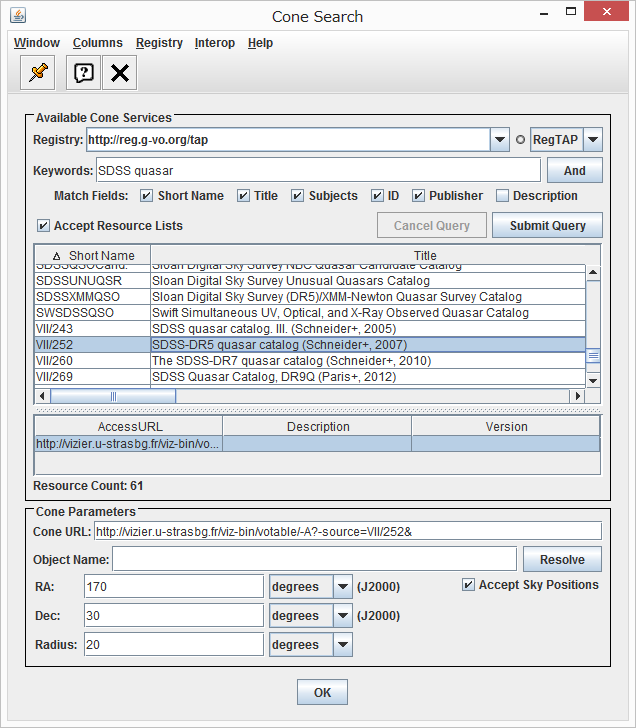 Cone Search
Window Columns Registry Interop Help
Available Cone Services
Registry: http://reg.g-vo.org/tap RegTAP
Keywords: SDSS quasar And
Match Fields: Short Name Title Subjects ID Publisher Description
Accept Resource Lists Cancel Query Submit Query
Short Name Title
SDSSQSOCand. Sloan Digital Sky Survey NBC Quasar Candidate Catalog
SDSSUNUQSR Sloan Digital Sky Survey Unusual Quasars Catalog
SDSSXMMQSO Sloan Digital Sky Survey (DR5)/XMM-Newton Quasar Survey Catalog
SWSDSSQSO Swift Simultaneous UV, Optical, and X-Ray Observed Quasar Catalog
VII/243 SDSS quasar catalog. III. (Schneider+, 2005)
VII/252 SDSS-DR5 quasar catalog (Schneider+, 2007)
VII/260 The SDSS-DR7 quasar catalog (Schneider+, 2010)
VII/269 SDSS Quasar Catalog, DR9Q (Paris+, 2012)
AccessURL Description Version
http://vizier.u-strasbg.fr/viz-bin/vo...
Resource Count: 61
Cone Parameters
Cone URL: http://vizier.u-strasbg.fr/viz-bin/votable/-A?-source=VII/252&
Object Name: Resolve
RA: 170 degrees (J2000) Accept Sky Positions
Dec: 30 degrees (J2000)
Radius: 20 degrees
OK